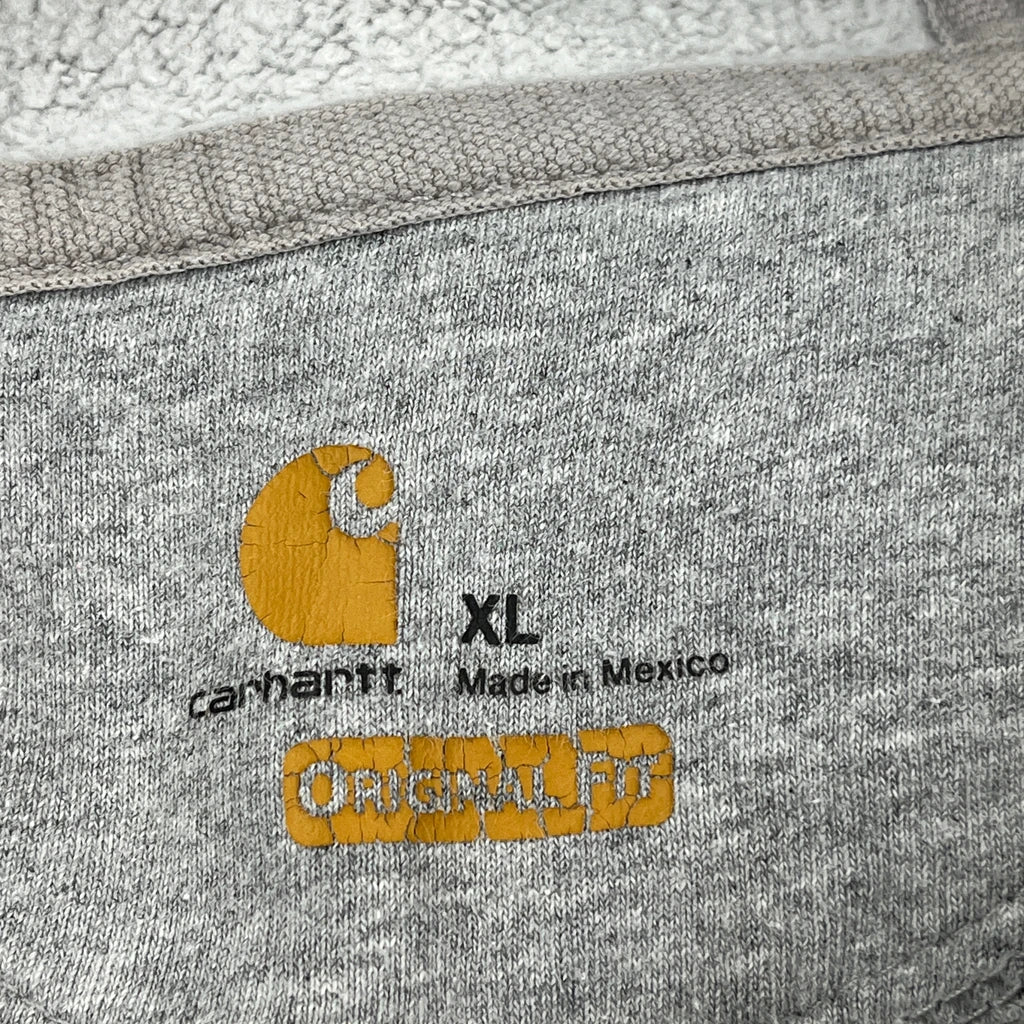 XL
carhartt
Made in Mexico
ORIGINAL FIT